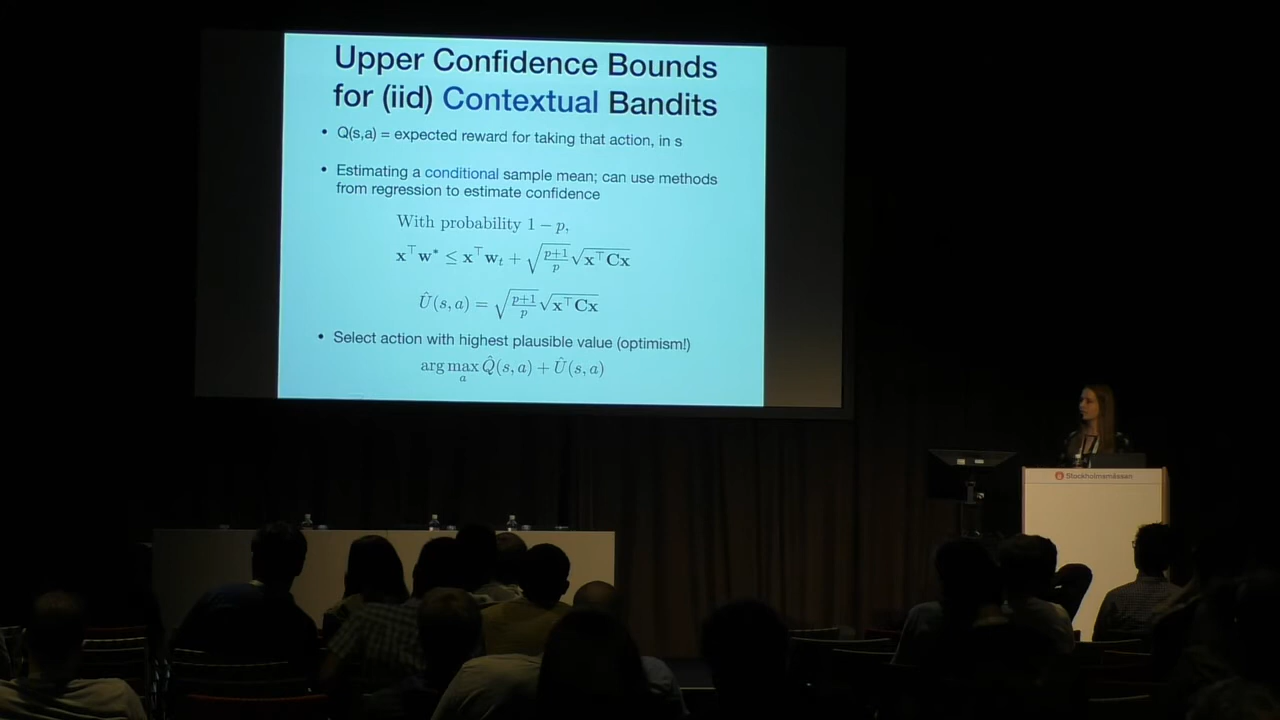 Upper Confidence Bounds
for (iid) Contextual Bandits
• Q(s,a) = expected reward for taking that action, in s
• Estimating a conditional sample mean; can use methods
from regression to estimate confidence
With probability 1 − p,
x⊤w* ≤ x⊤wₜ + √((p+1)/p) √(x⊤Cx)
Û(s, a) = √((p+1)/p) √(x⊤Cx)
• Select action with highest plausible value (optimism!)
arg maxₐ Q̂(s, a) + Û(s, a)
Stockholmsmässan